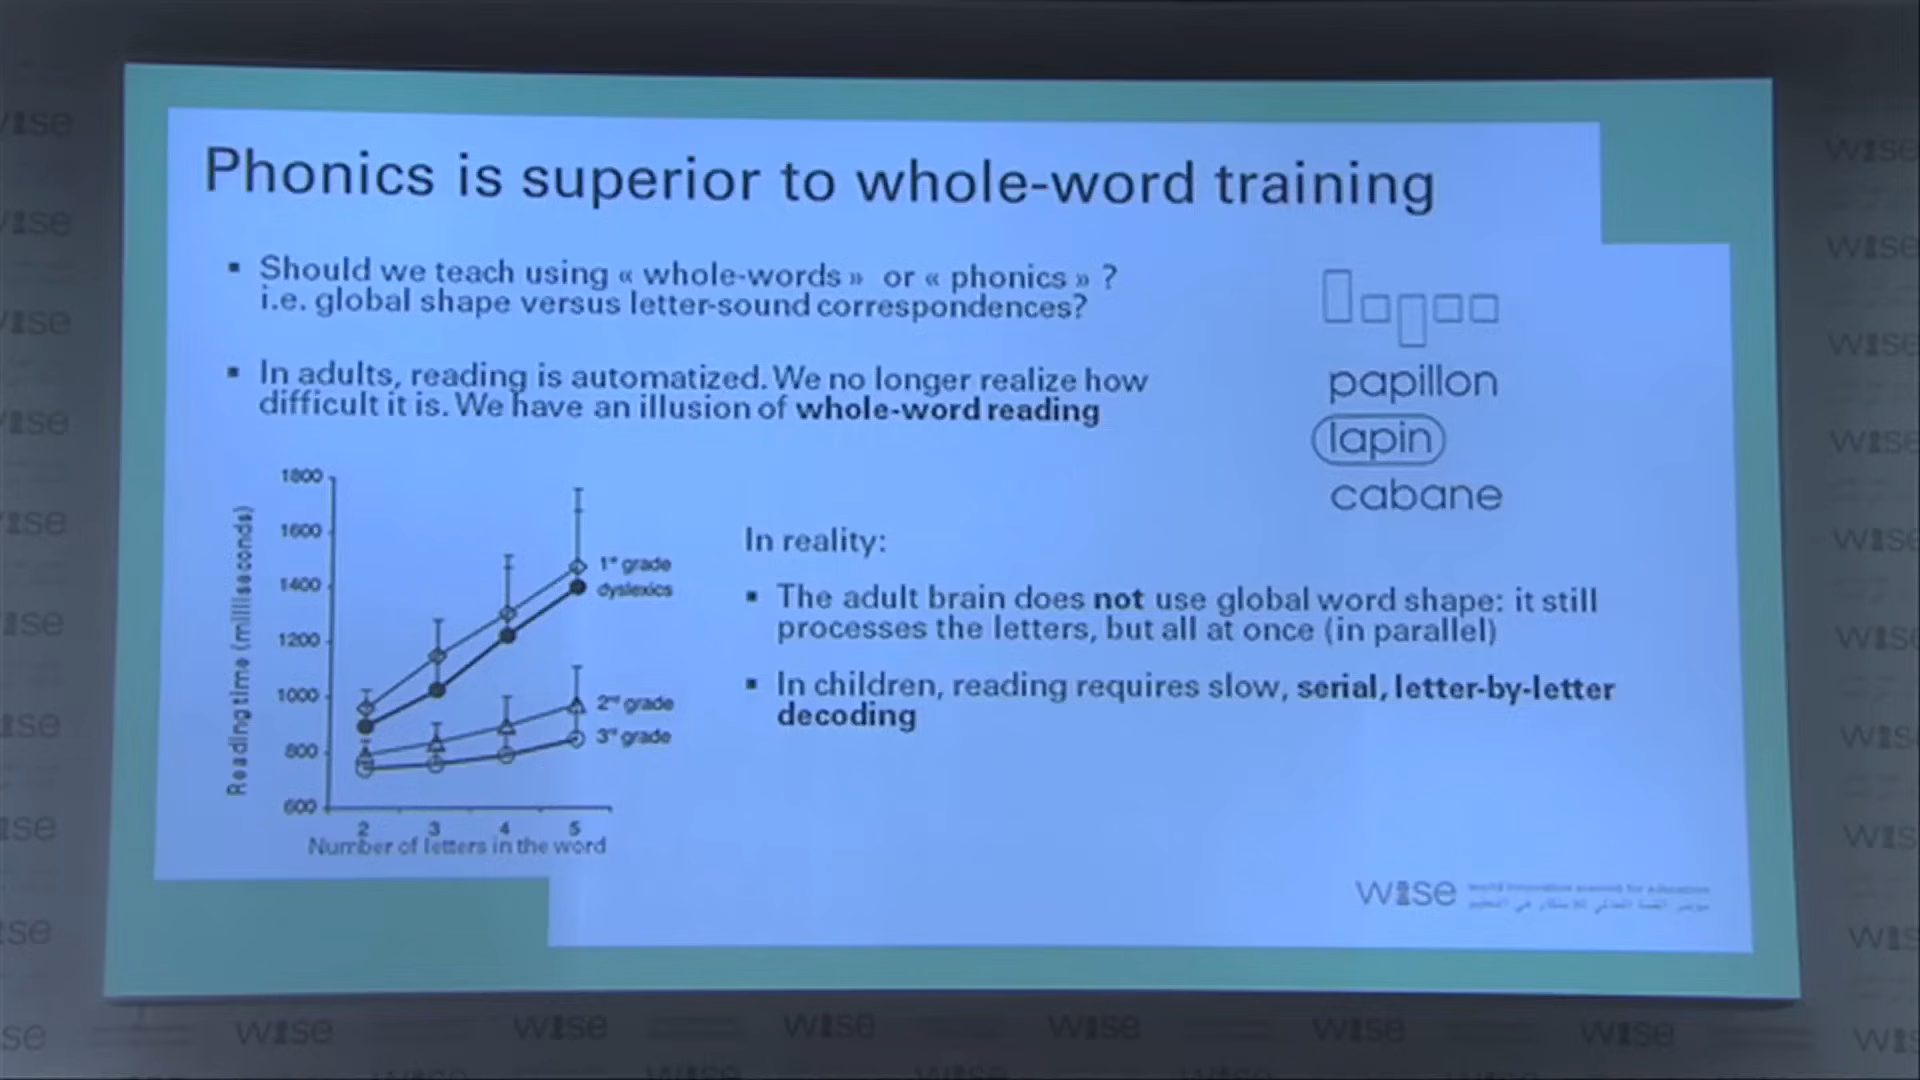 Phonics is superior to whole-word training
▪ Should we teach using « whole-words » or « phonics » ?
i.e. global shape versus letter-sound correspondences?
▪ In adults, reading is automatized. We no longer realize how
difficult it is. We have an illusion of whole-word reading
papillon
lapin
cabane
Reading time (milliseconds)
1800
1600
1400
1200
1000
800
600
1st grade
dyslexics
2nd grade
3rd grade
2 3 4 5
Number of letters in the word
In reality:
▪ The adult brain does not use global word shape: it still
processes the letters, but all at once (in parallel)
▪ In children, reading requires slow, serial, letter-by-letter
decoding
wise
world innovation summit for education
wise wise wise wise wise wise